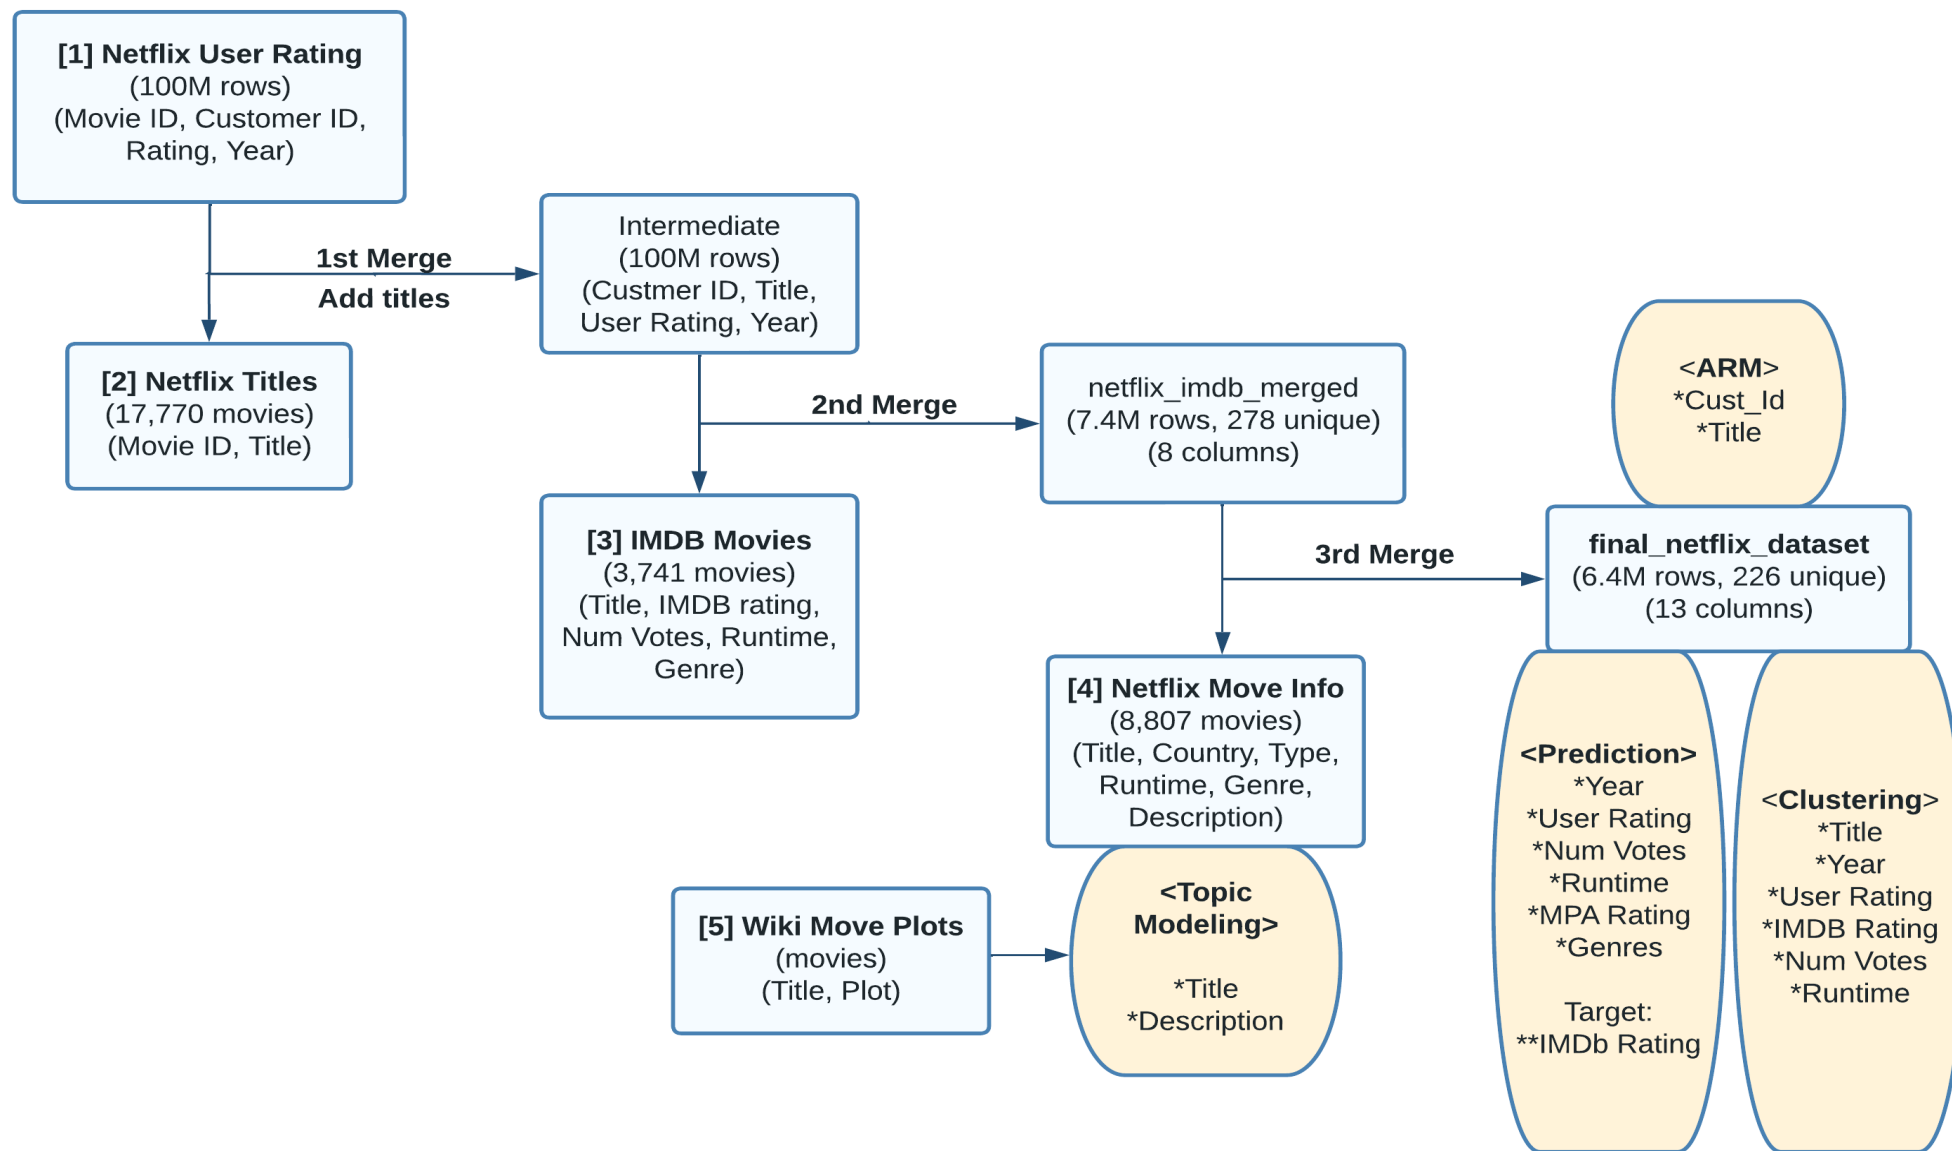 [1] Netflix User Rating
(100M rows)
(Movie ID, Customer ID,
Rating, Year)
1st Merge
Add titles
[2] Netflix Titles
(17,770 movies)
(Movie ID, Title)
Intermediate
(100M rows)
(Custmer ID, Title,
User Rating, Year)
2nd Merge
[3] IMDB Movies
(3,741 movies)
(Title, IMDB rating,
Num Votes, Runtime,
Genre)
netflix_imdb_merged
(7.4M rows, 278 unique)
(8 columns)
3rd Merge
[4] Netflix Move Info
(8,807 movies)
(Title, Country, Type,
Runtime, Genre,
Description)
[5] Wiki Move Plots
(movies)
(Title, Plot)
<Topic
Modeling>
*Title
*Description
<ARM>
*Cust_Id
*Title
final_netflix_dataset
(6.4M rows, 226 unique)
(13 columns)
<Prediction>
*Year
*User Rating
*Num Votes
*Runtime
*MPA Rating
*Genres
Target:
**IMDb Rating
<Clustering>
*Title
*Year
*User Rating
*IMDB Rating
*Num Votes
*Runtime